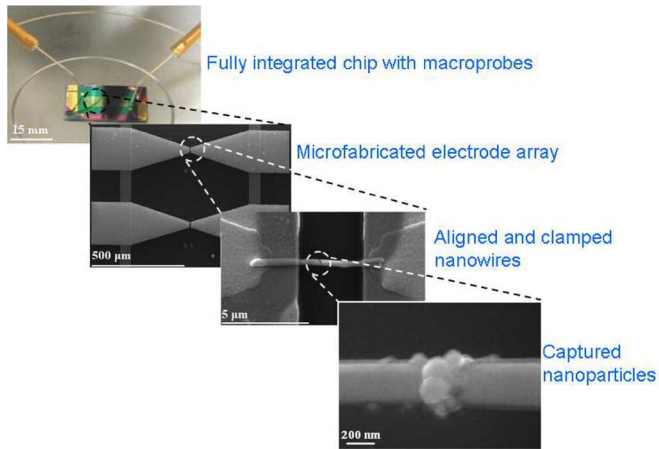 Fully integrated chip with macroprobes
15 mm
Microfabricated electrode array
500 μm
Aligned and clamped
nanowires
5 μm
Captured
nanoparticles
200 nm